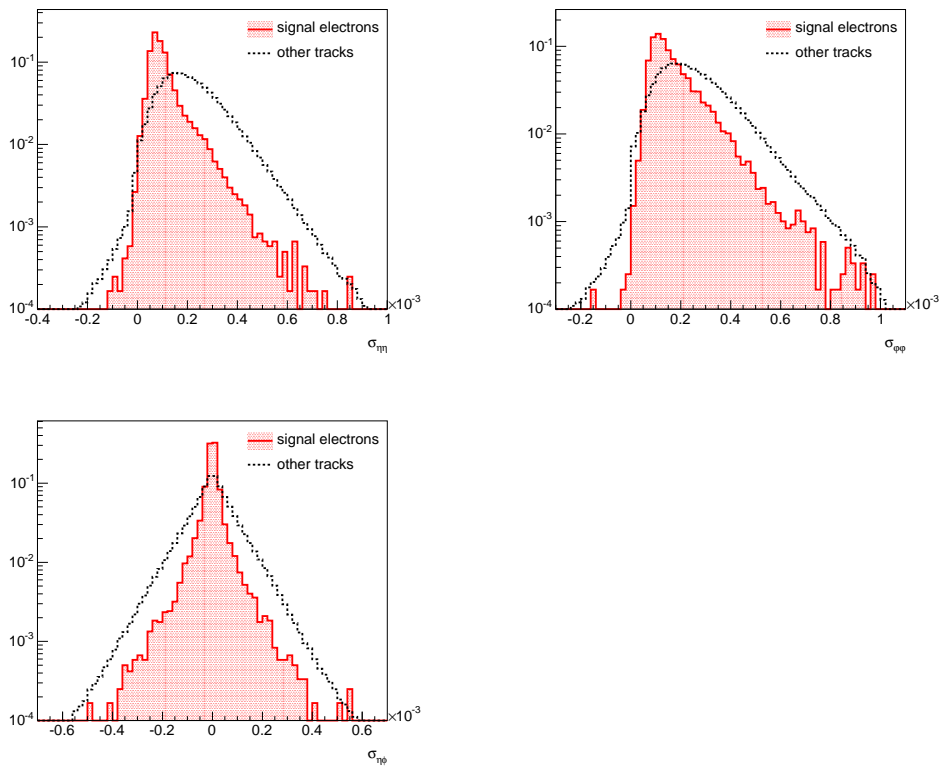 signal electrons
other tracks
10⁻¹
10⁻²
10⁻³
10⁻⁴
-0.4 -0.2 0 0.2 0.4 0.6 0.8 1
×10⁻³
σ_ηη
signal electrons
other tracks
10⁻¹
10⁻²
10⁻³
10⁻⁴
-0.2 0 0.2 0.4 0.6 0.8 1
×10⁻³
σ_φφ
signal electrons
other tracks
10⁻¹
10⁻²
10⁻³
10⁻⁴
-0.6 -0.4 -0.2 0 0.2 0.4 0.6
×10⁻³
σ_ηϕ